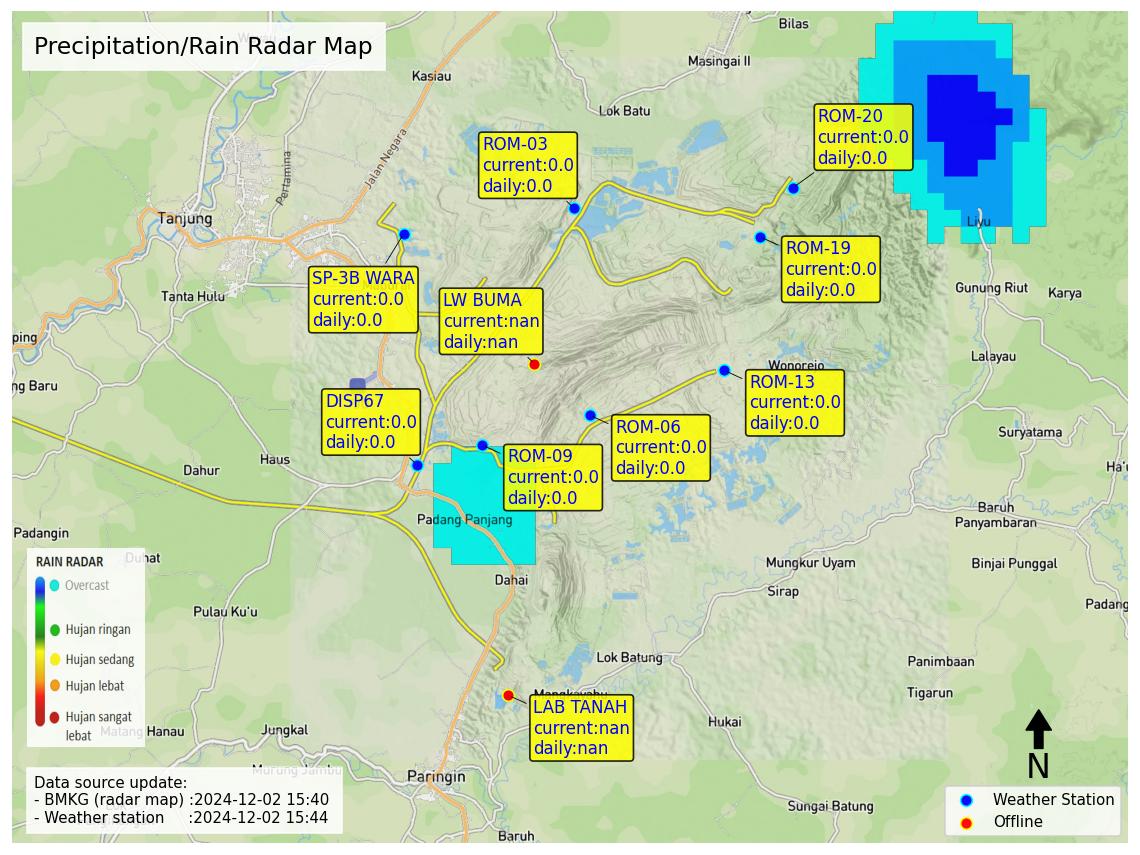 Precipitation/Rain Radar Map
Bilas
Masingai II
Kasiau
Lok Batu
Jalan Negara
Pertamina
Tanjung
ROM-20
current:0.0
daily:0.0
ROM-03
current:0.0
daily:0.0
Liyu
ROM-19
current:0.0
daily:0.0
SP-3B WARA
current:0.0
daily:0.0
Tanta Hulu
LW BUMA
current:nan
daily:nan
Gunung Riut
Karya
ping
Lalayau
Wonorejo
ng Baru
ROM-13
current:0.0
daily:0.0
DISP67
current:0.0
daily:0.0
ROM-06
current:0.0
daily:0.0
Suryatama
ROM-09
current:0.0
daily:0.0
Haus
Dahur
Ha'u
Padang Panjang
Baruh
Panyambaran
Padangin
Duhat
Mungkur Uyam
Binjai Punggal
Dahai
Sirap
Padang
Pulau Ku'u
RAIN RADAR
Overcast
Hujan ringan
Hujan sedang
Hujan lebat
Hujan sangat
lebat
Lok Batung
Panimbaan
Tigarun
LAB TANAH
current:nan
daily:nan
Hukai
Matang Hanau
Jungkal
Murung Jambu
Paringin
Sungai Batung
Baruh
Data source update:
- BMKG (radar map) :2024-12-02 15:40
- Weather station :2024-12-02 15:44
N
Weather Station
Offline